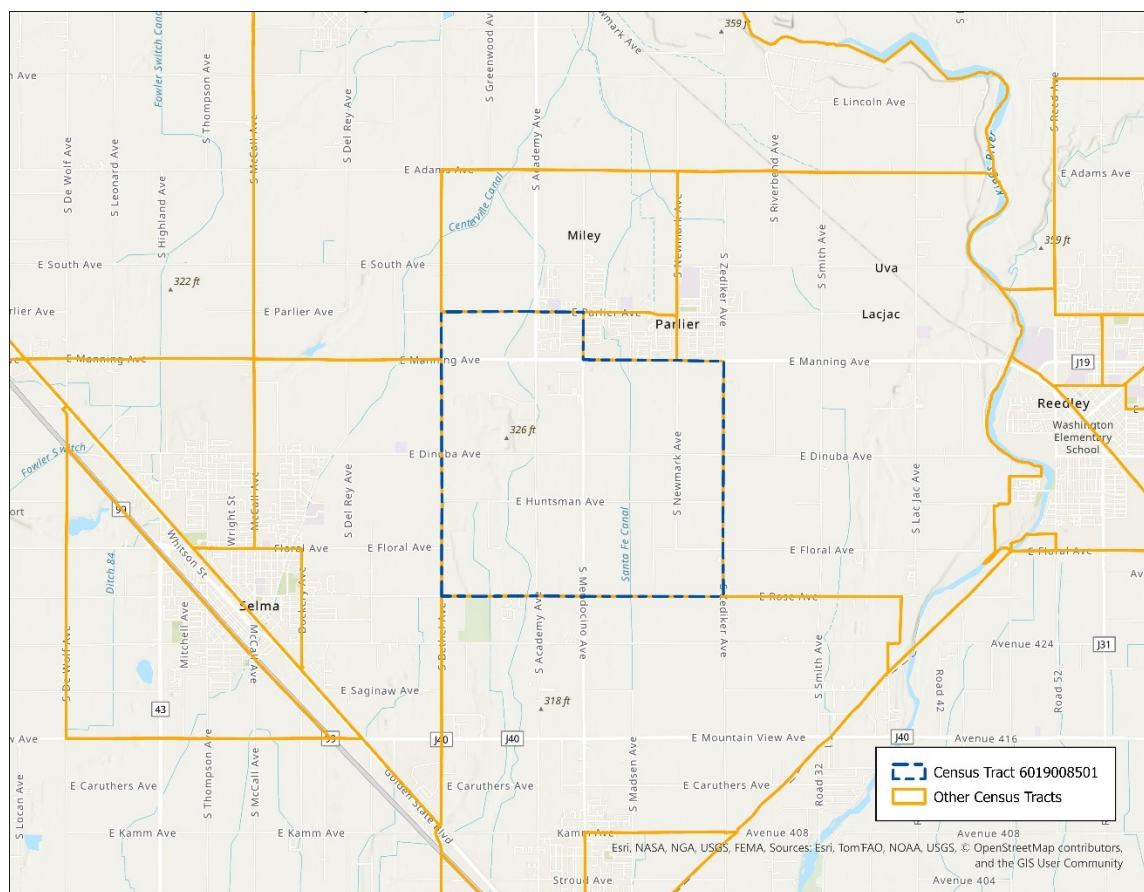 359 ft
Newmark Ave
Fowler Switch Canal
S Thompson Ave
S Greenwood Ave
Ave
E Lincoln Ave
S Reed Ave
S De Wolf Ave
S Leonard Ave
S McCall Ave
S Del Rey Ave
Kings River
E Adams Ave
S Academy Ave
E Adams Ave
S Highland Ave
Centerville Canal
S Riverbend Ave
Miley
S Newmark Ave
S Smith Ave
359 ft
E South Ave
E South Ave
S Zediker Ave
Uva
322 ft
E Parlier Ave
E Parlier Ave
E Parlier Ave
Parlier
Lacjac
E Manning Ave
E Manning Ave
E Manning Ave
J19
Reedley
Washington
Elementary
School
326 ft
Fowler Switch
E Dinuba Ave
E Dinuba Ave
S Newmark Ave
S Lac Jac Ave
Wright St
McCall Ave
S Del Rey Ave
E Huntsman Ave
99
Whitson St
Floral Ave
E Floral Ave
Santa Fe Canal
E Floral Ave
E Floral Ave
Ditch 84
Selma
Dockery Ave
S Bethel Ave
S Academy Ave
S Mendocino Ave
S Zediker Ave
E Rose Ave
S De Wolf Ave
Mitchell Ave
McCall Ave
S Smith Ave
Avenue 424
J31
E Saginaw Ave
Road 42
Road 52
43
318 ft
99
J40
J40
E Mountain View Ave
J40
Avenue 416
S Locan Ave
E Caruthers Ave
S Thompson Ave
S McCall Ave
Golden State Blvd
E Caruthers Ave
S Madsen Ave
E Caruthers Ave
Road 32
Census Tract 6019008501
Other Census Tracts
E Kamm Ave
E Kamm Ave
Kamm Ave
Avenue 408
Avenue 408
Esri, NASA, NGA, USGS, FEMA, Sources: Esri, TomTFAO, NOAA, USGS, © OpenStreetMap contributors,
and the GIS User Community
Stroud Ave
Avenue 404